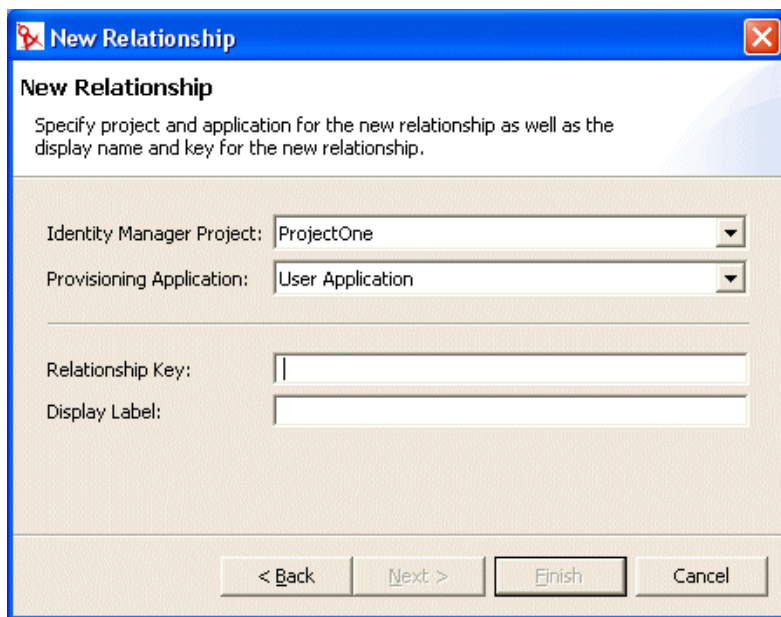 New Relationship
New Relationship
Specify project and application for the new relationship as well as the
display name and key for the new relationship.
Identity Manager Project: ProjectOne
Provisioning Application: User Application
Relationship Key:
Display Label:
< Back Next > Finish Cancel